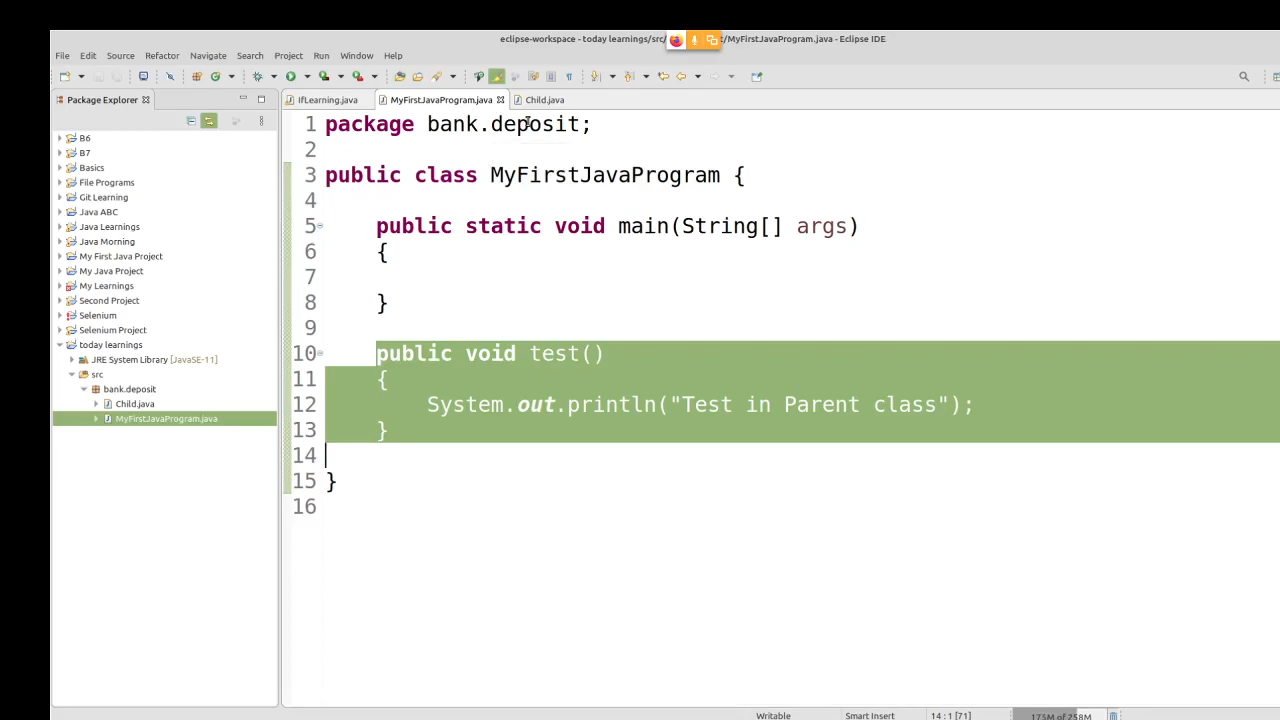 eclipse-workspace - today learnings/src/ t/MyFirstJavaProgram.java - Eclipse IDE
File Edit Source Refactor Navigate Search Project Run Window Help
Package Explorer
IfLearning.java MyFirstJavaProgram.java Child.java
B6
B7
Basics
File Programs
Git Learning
Java ABC
Java Learnings
Java Morning
My First Java Project
My Java Project
My Learnings
Second Project
Selenium
Selenium Project
today learnings
JRE System Library [JavaSE-11]
src
bank.deposit
Child.java
MyFirstJavaProgram.java
1 package bank.deposit;
2
3 public class MyFirstJavaProgram {
4
5 public static void main(String[] args)
6 {
7
8 }
9
10 public void test()
11 {
12 System.out.println("Test in Parent class");
13 }
14
15 }
16
Writable Smart Insert 14 : 1 [71] 175M of 258M